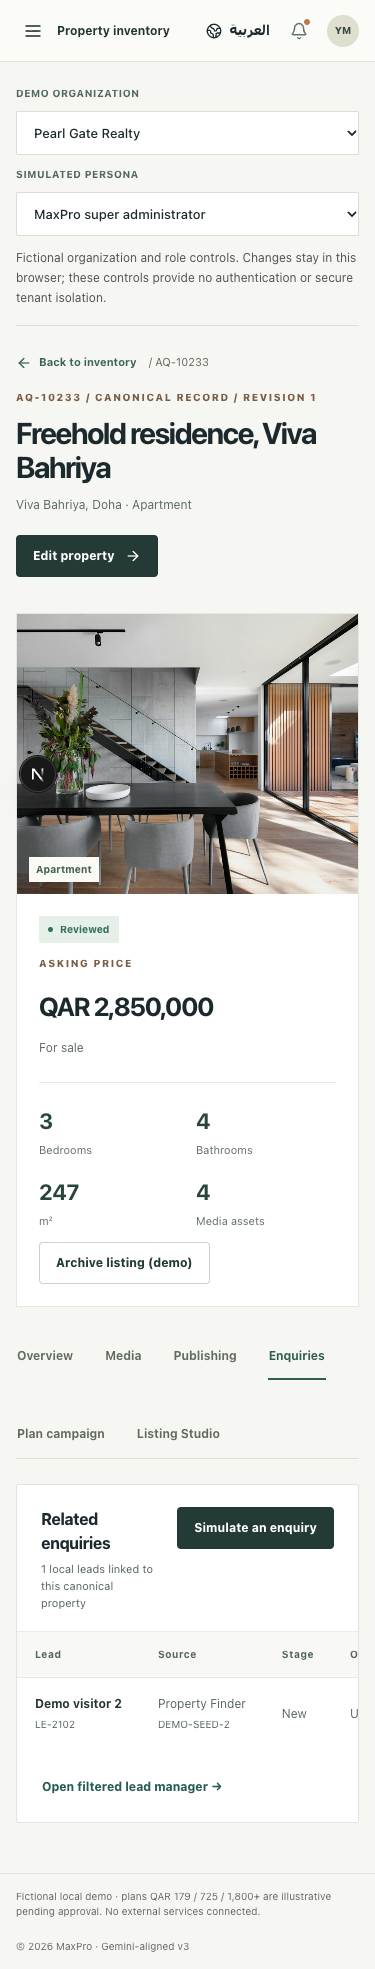 Property inventory
العربية
YM
DEMO ORGANIZATION
Pearl Gate Realty
SIMULATED PERSONA
MaxPro super administrator
Fictional organization and role controls. Changes stay in this
browser; these controls provide no authentication or secure
tenant isolation.
← Back to inventory / AQ-10233
AQ-10233 / CANONICAL RECORD / REVISION 1
Freehold residence, Viva
Bahriya
Viva Bahriya, Doha · Apartment
Edit property →
N
Apartment
Reviewed
ASKING PRICE
QAR 2,850,000
For sale
3 4
Bedrooms Bathrooms
247 4
m² Media assets
Archive listing (demo)
Overview Media Publishing Enquiries
Plan campaign Listing Studio
Related
enquiries
Simulate an enquiry
1 local leads linked to
this canonical
property
Lead Source Stage O
Demo visitor 2 Property Finder New U
LE-2102 DEMO-SEED-2
Open filtered lead manager →
Fictional local demo · plans QAR 179 / 725 / 1,800+ are illustrative
pending approval. No external services connected.
© 2026 MaxPro · Gemini-aligned v3